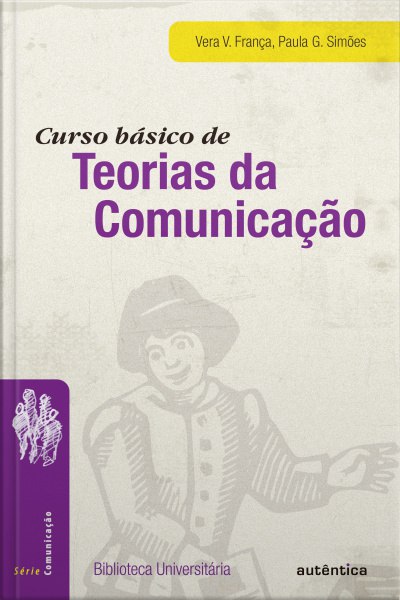 Vera V. França, Paula G. Simões
Curso básico de
Teorias da
Comunicação
Série Comunicação
Biblioteca Universitária
autêntica